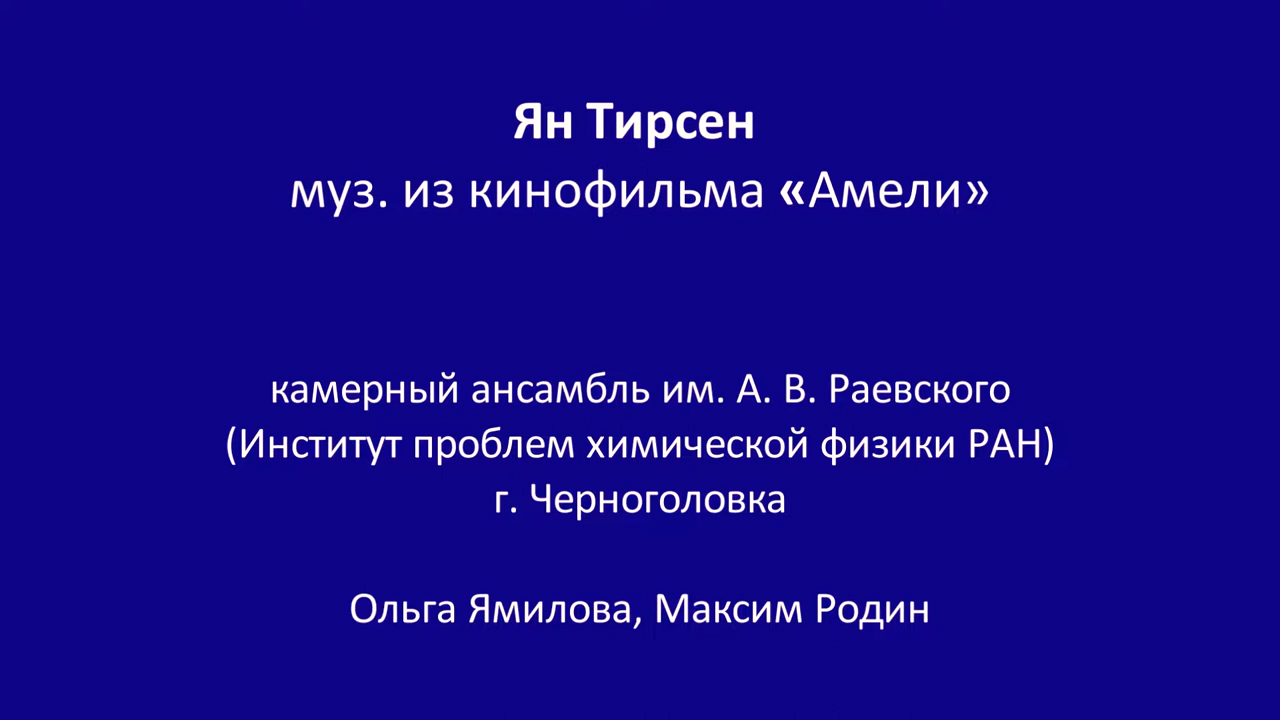 Ян Тирсен
муз. из кинофильма «Амели»
камерный ансамбль им. А. В. Раевского
(Институт проблем химической физики РАН)
г. Черноголовка
Ольга Ямилова, Максим Родин